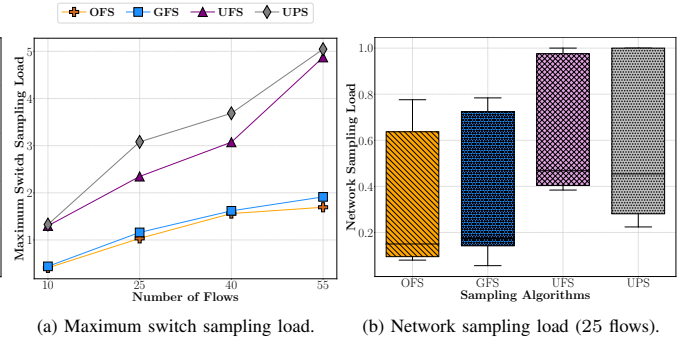 OFS GFS UFS UPS
Maximum Switch Sampling Load
5
4
3
2
1
10 25 40 55
Number of Flows
(a) Maximum switch sampling load.
Network Sampling Load
1.0
0.8
0.6
0.4
0.2
OFS GFS UFS UPS
Sampling Algorithms
(b) Network sampling load (25 flows).